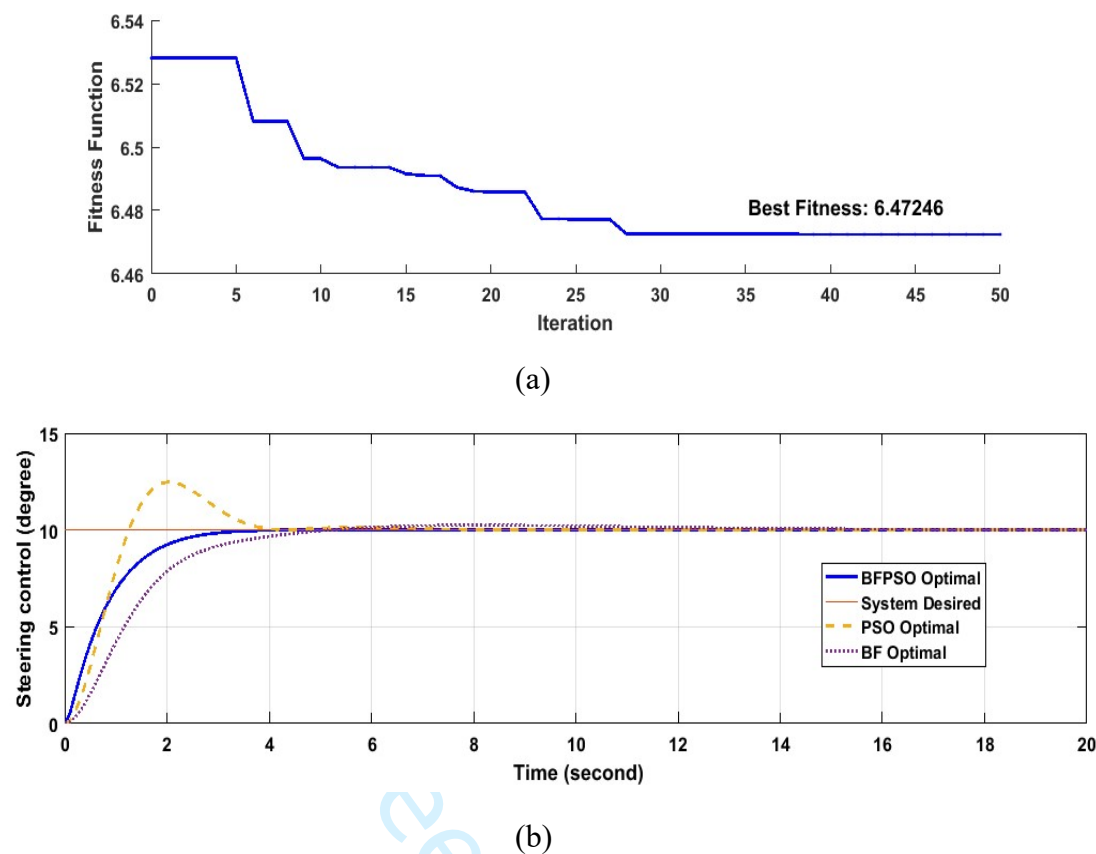 6.54
6.52
6.5
6.48
6.46
Fitness Function
Best Fitness: 6.47246
0 5 10 15 20 25 30 35 40 45 50
Iteration
(a)
15
10
5
0
Steering control (degree)
BFPSO Optimal
System Desired
PSO Optimal
BF Optimal
0 2 4 6 8 10 12 14 16 18 20
Time (second)
(b)